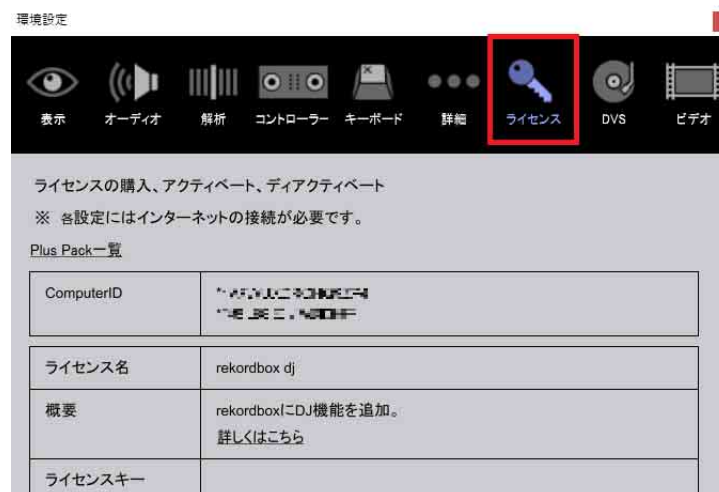 環境設定
表示
オーディオ
解析
コントローラー
キーボード
詳細
ライセンス
DVS
ビデオ
ライセンスの購入、アクティベート、ディアクティベート
※ 各設定にはインターネットの接続が必要です。
Plus Pack一覧
ComputerID
ライセンス名
rekordbox dj
概要
rekordboxにDJ機能を追加。
詳しくはこちら
ライセンスキー